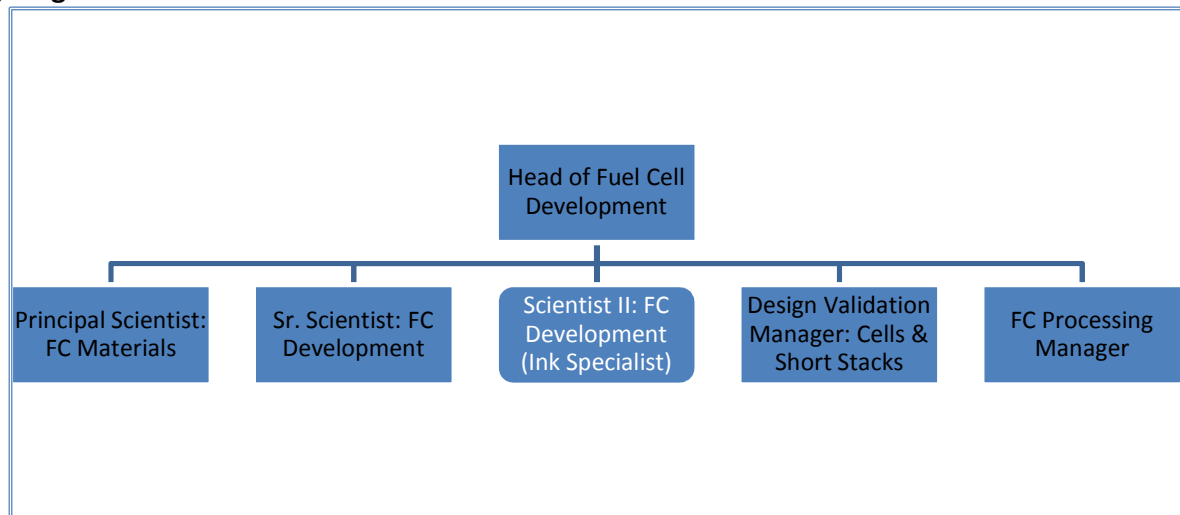 Head of Fuel Cell
Development
Principal Scientist:
FC Materials
Sr. Scientist: FC
Development
Scientist II: FC
Development
(Ink Specialist)
Design Validation
Manager: Cells &
Short Stacks
FC Processing
Manager